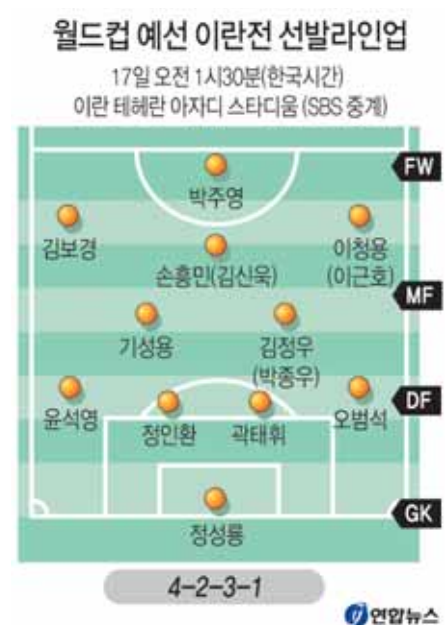 월드컵 예선 이란전 선발라인업
17일 오전 1시30분(한국시간)
이란 테헤란 아자디 스타디움 (SBS 중계)
FW
박주영
김보경
이청용
(이근호)
손흥민(김신욱)
MF
기성용
김정우
(박종우)
DF
윤석영
정인환
곽태휘
오범석
GK
정성룡
4-2-3-1
연합뉴스